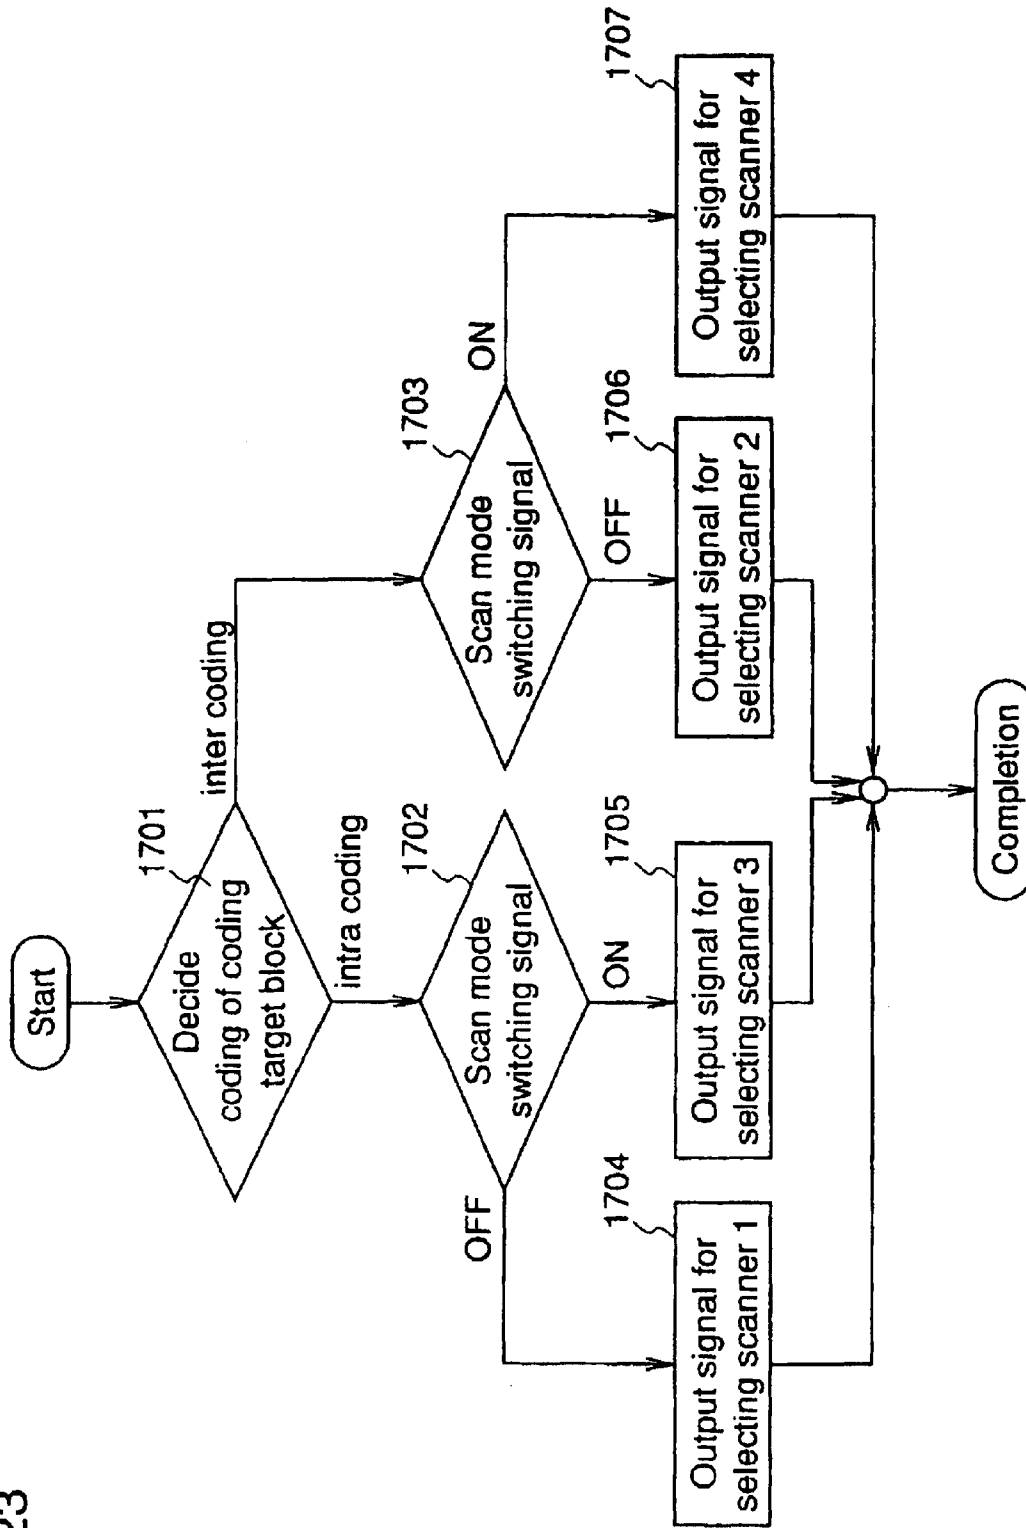 23
Start
1701
Decide
coding of coding
target block
inter coding
intra coding
1702
Scan mode
switching signal
OFF
ON
1703
Scan mode
switching signal
ON
OFF
1704
Output signal for
selecting scanner 1
1705
Output signal for
selecting scanner 3
1706
Output signal for
selecting scanner 2
1707
Output signal for
selecting scanner 4
Completion